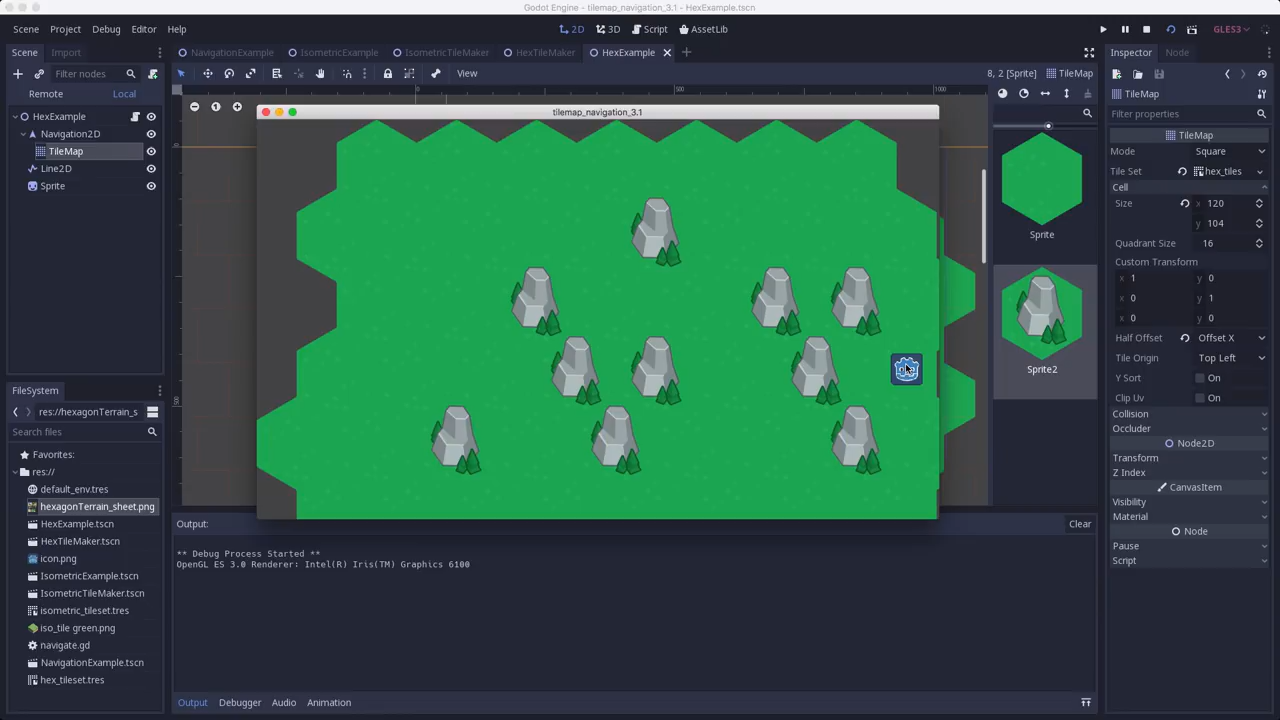 Godot Engine - tilemap_navigation_3.1 - HexExample.tscn
Scene Project Debug Editor Help
2D 3D Script AssetLib
GLES3
Scene Import
NavigationExample IsometricExample IsometricTileMaker HexTileMaker HexExample
Inspector Node
Filter nodes
View
8, 2 [Sprite] TileMap
Remote Local
TileMap
Filter properties
HexExample
Navigation2D
TileMap
Line2D
Sprite
0 500 1000
tilemap_navigation_3.1
Sprite
Sprite2
TileMap
Mode Square
Tile Set hex_tiles
Cell
Size x 120
y 104
Quadrant Size 16
Custom Transform
x 1 y 0
x 0 y 1
x 0 y 0
Half Offset Offset X
Tile Origin Top Left
Y Sort On
Clip Uv On
Collision
Occluder
Node2D
Transform
Z Index
CanvasItem
Visibility
Material
Node
Pause
Script
FileSystem
res://hexagonTerrain_s
Search files
Favorites:
res://
default_env.tres
hexagonTerrain_sheet.png
HexExample.tscn
HexTileMaker.tscn
icon.png
IsometricExample.tscn
IsometricTileMaker.tscn
isometric_tileset.tres
iso_tile green.png
navigate.gd
NavigationExample.tscn
hex_tileset.tres
Output:
Clear
** Debug Process Started **
OpenGL ES 3.0 Renderer: Intel(R) Iris(TM) Graphics 6100
Output Debugger Audio Animation